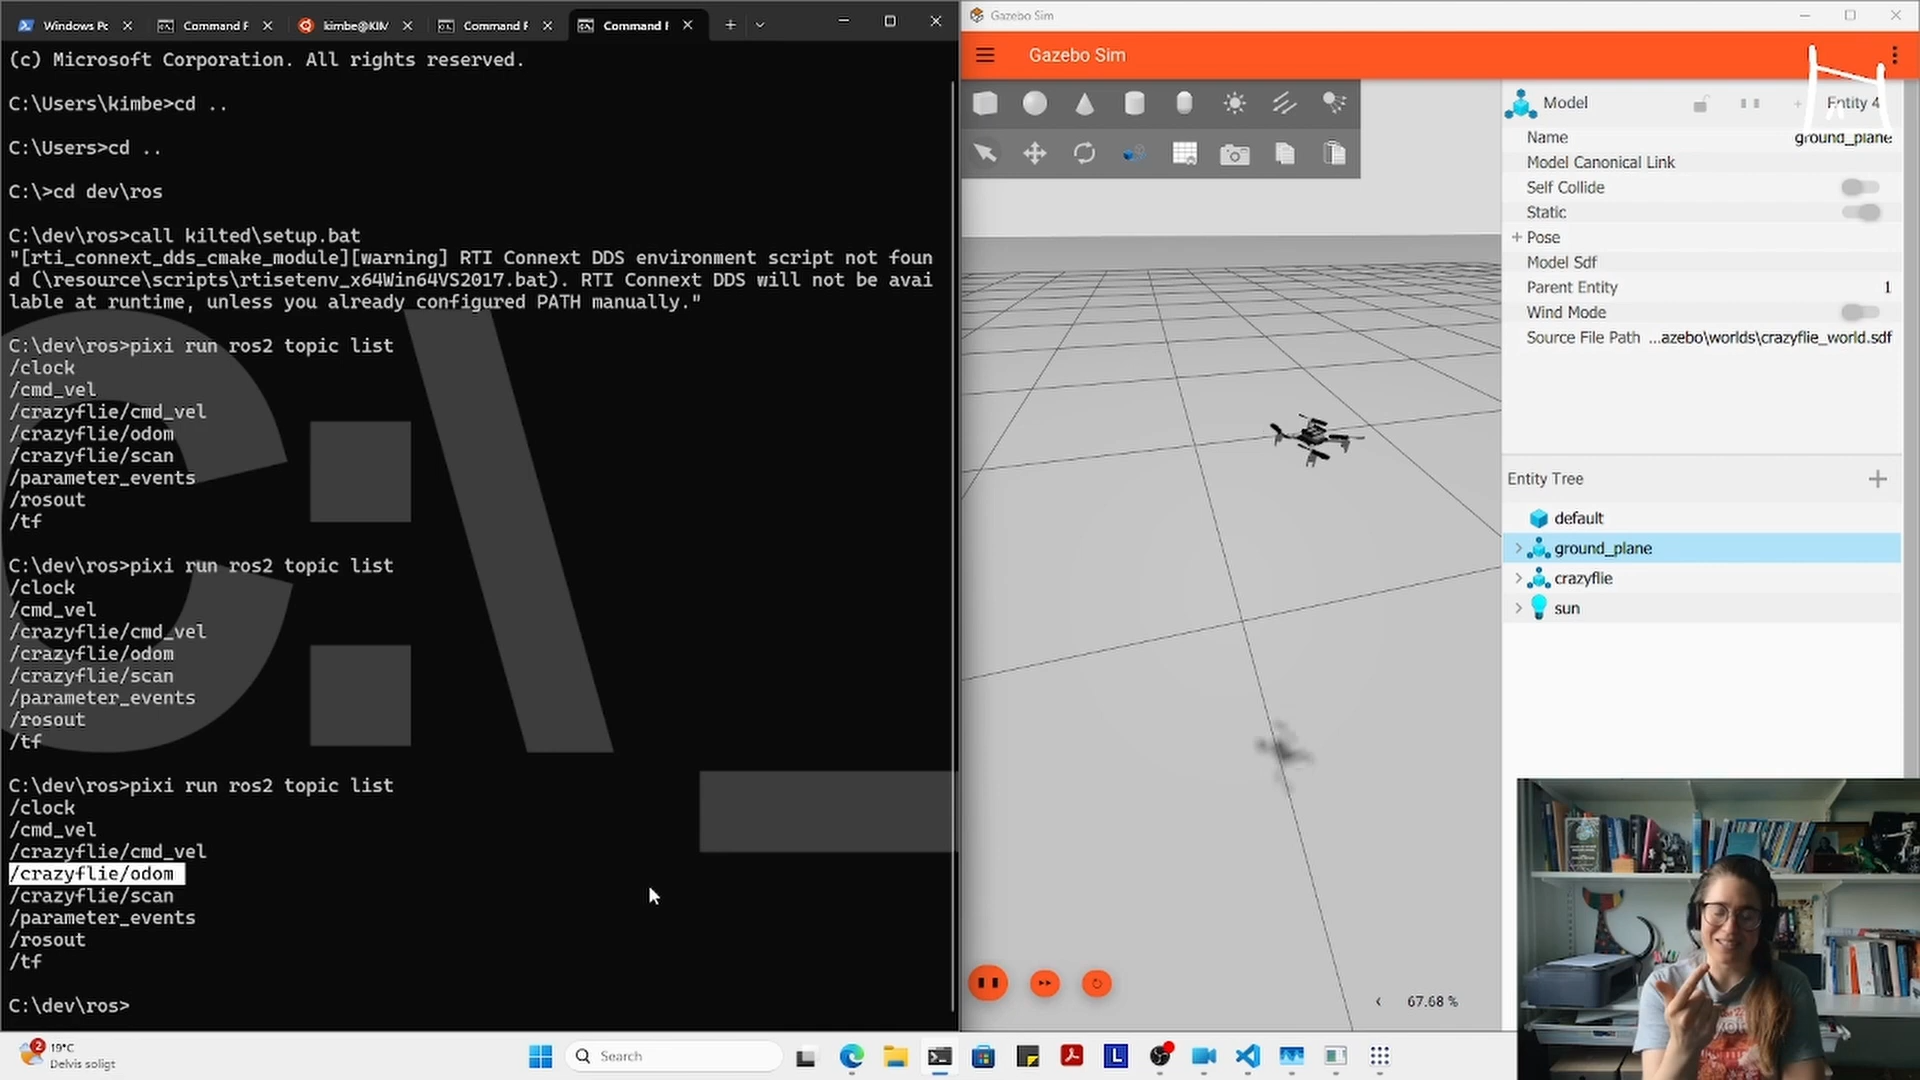 Windows Pc
Command F
kimbe@KIM
Command F
Command F
(c) Microsoft Corporation. All rights reserved.
C:\Users\kimbe>cd ..
C:\Users>cd ..
C:\>cd dev\ros
C:\dev\ros>call kilted\setup.bat
"[rti_connext_dds_cmake_module][warning] RTI Connext DDS environment script not foun
d (\resource\scripts\rtisetenv_x64Win64VS2017.bat). RTI Connext DDS will not be avai
lable at runtime, unless you already configured PATH manually."
C:\dev\ros>pixi run ros2 topic list
/clock
/cmd_vel
/crazyflie/cmd_vel
/crazyflie/odom
/crazyflie/scan
/parameter_events
/rosout
/tf
C:\dev\ros>pixi run ros2 topic list
/clock
/cmd_vel
/crazyflie/cmd_vel
/crazyflie/odom
/crazyflie/scan
/parameter_events
/rosout
/tf
C:\dev\ros>pixi run ros2 topic list
/clock
/cmd_vel
/crazyflie/cmd_vel
/crazyflie/odom
/crazyflie/scan
/parameter_events
/rosout
/tf
C:\dev\ros>
Gazebo Sim
Gazebo Sim
Model Entity 4
Name ground_plane
Model Canonical Link
Self Collide
Static
+ Pose
Model Sdf
Parent Entity 1
Wind Mode
Source File Path ...azebo\worlds\crazyflie_world.sdf
Entity Tree
default
ground_plane
crazyflie
sun
67.68 %
2
19°C
Delvis soligt
Search
L